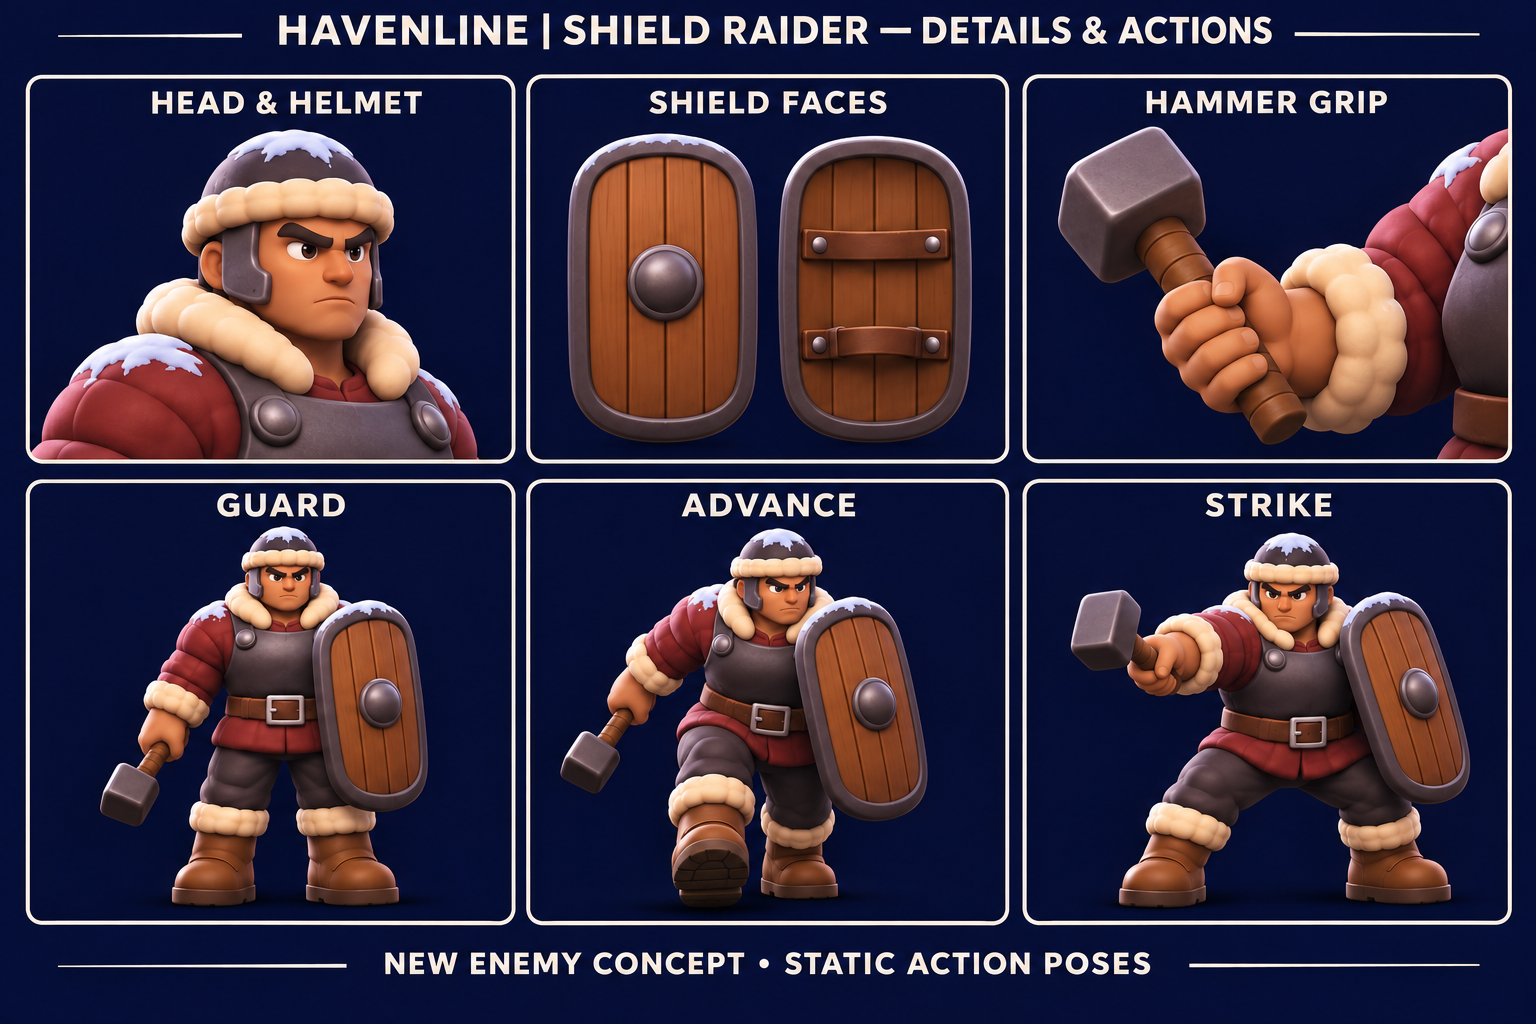 HAVENLINE | SHIELD RAIDER — DETAILS & ACTIONS
HEAD & HELMET
SHIELD FACES
HAMMER GRIP
GUARD
ADVANCE
STRIKE
NEW ENEMY CONCEPT • STATIC ACTION POSES